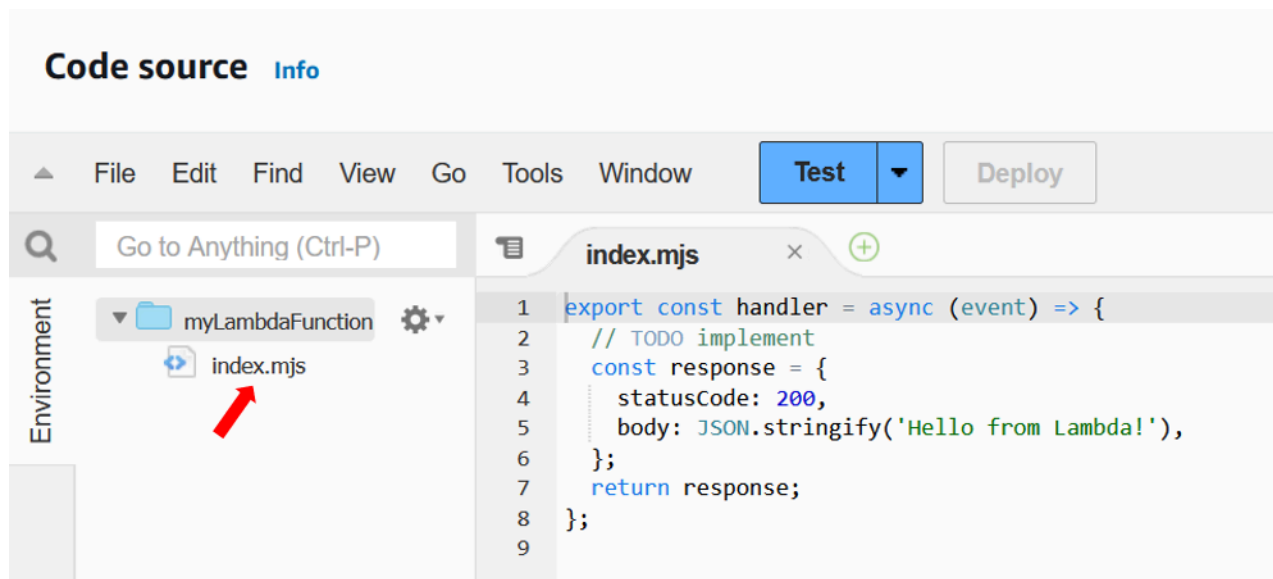 Code source Info
File Edit Find View Go Tools Window Test Deploy
Go to Anything (Ctrl-P)
index.mjs
Environment
myLambdaFunction
index.mjs
1 export const handler = async (event) => {
2 // TODO implement
3 const response = {
4 statusCode: 200,
5 body: JSON.stringify('Hello from Lambda!'),
6 };
7 return response;
8 };
9